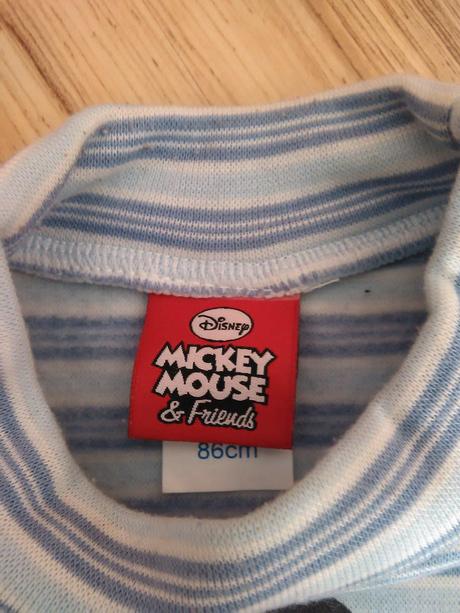 Disney
MICKEY
MOUSE
& Friends
86cm